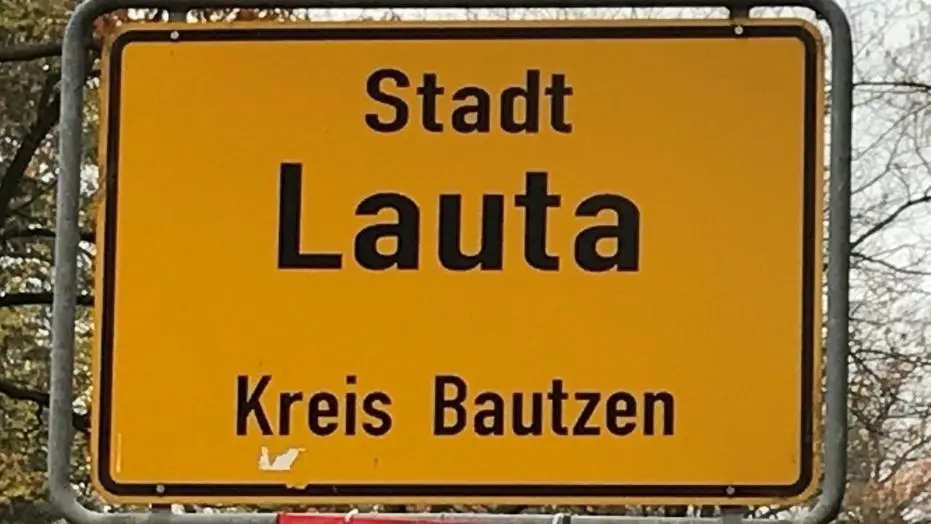 Stadt
Lauta
Kreis Bautzen